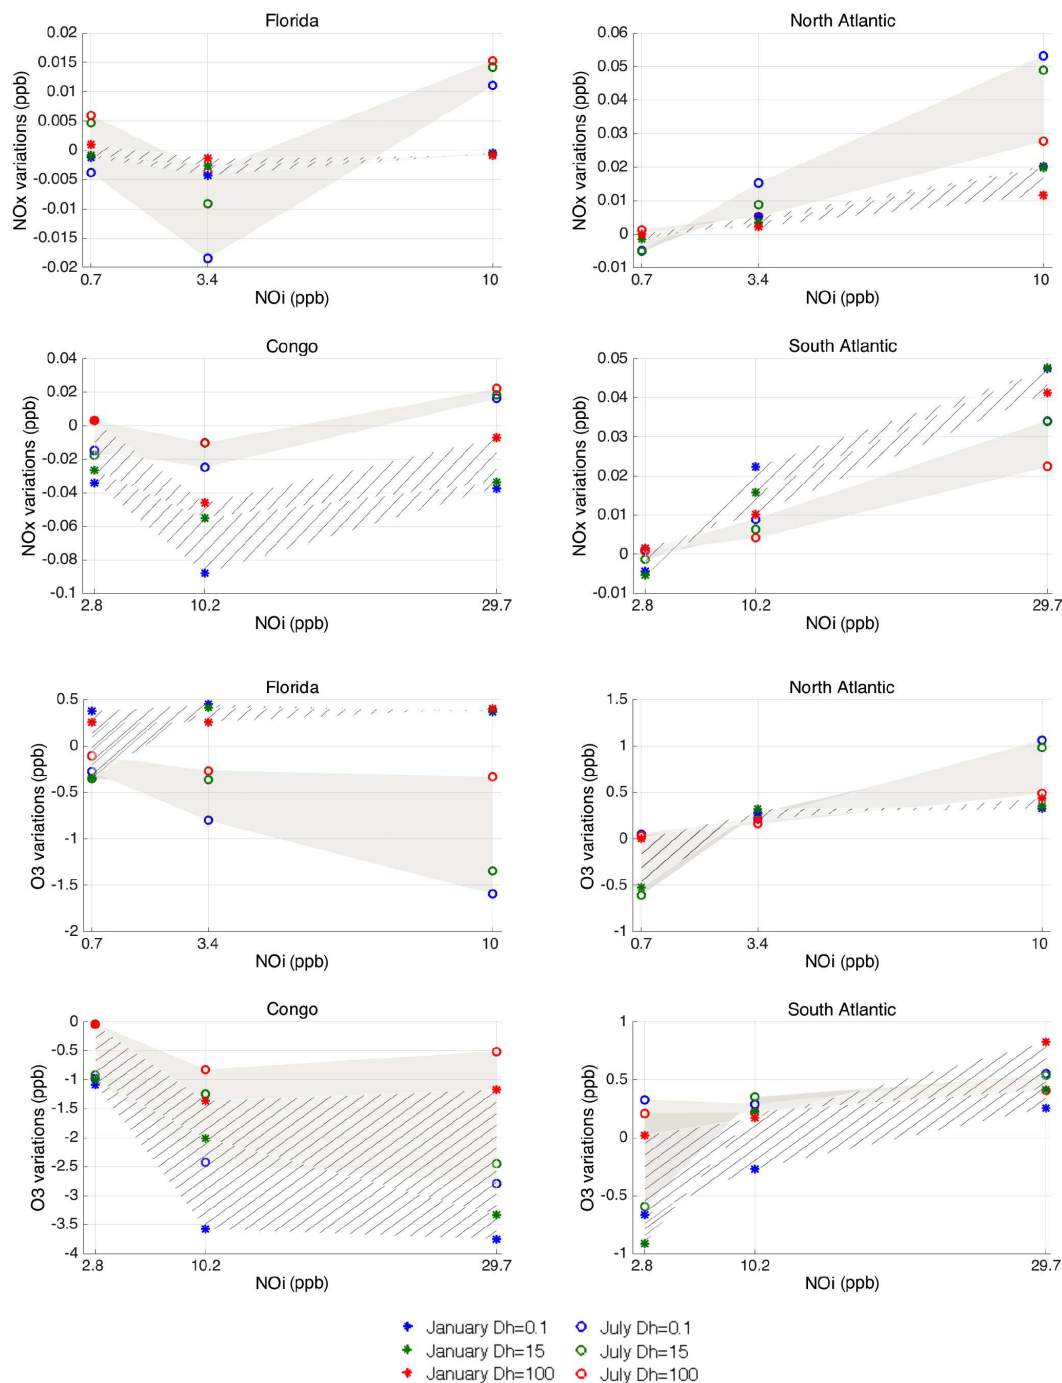 Florida
NOx variations (ppb)
0.02
0.015
0.01
0.005
0
-0.005
-0.01
-0.015
-0.02
0.7
3.4
10
NOi (ppb)
North Atlantic
NOx variations (ppb)
0.06
0.05
0.04
0.03
0.02
0.01
0
-0.01
0.7
3.4
10
NOi (ppb)
Congo
NOx variations (ppb)
0.04
0.02
0
-0.02
-0.04
-0.06
-0.08
-0.1
2.8
10.2
29.7
NOi (ppb)
South Atlantic
NOx variations (ppb)
0.05
0.04
0.03
0.02
0.01
0
-0.01
2.8
10.2
29.7
NOi (ppb)
Florida
O3 variations (ppb)
0.5
0
-0.5
-1
-1.5
-2
0.7
3.4
10
NOi (ppb)
North Atlantic
O3 variations (ppb)
1.5
1
0.5
0
-0.5
-1
0.7
3.4
10
NOi (ppb)
Congo
O3 variations (ppb)
0
-0.5
-1
-1.5
-2
-2.5
-3
-3.5
-4
2.8
10.2
29.7
NOi (ppb)
South Atlantic
O3 variations (ppb)
1
0.5
0
-0.5
-1
2.8
10.2
29.7
NOi (ppb)
January Dh=0.1
July Dh=0.1
January Dh=15
July Dh=15
January Dh=100
July Dh=100